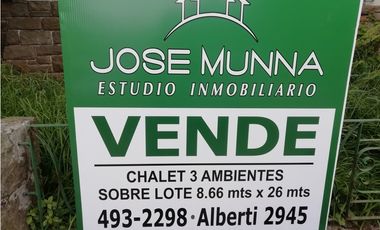 JOSE MUNNA
ESTUDIO INMOBILIARIO
VENDE
CHALET 3 AMBIENTES
SOBRE LOTE 8.66 mts x 26 mts
493-2298 · Alberti 2945